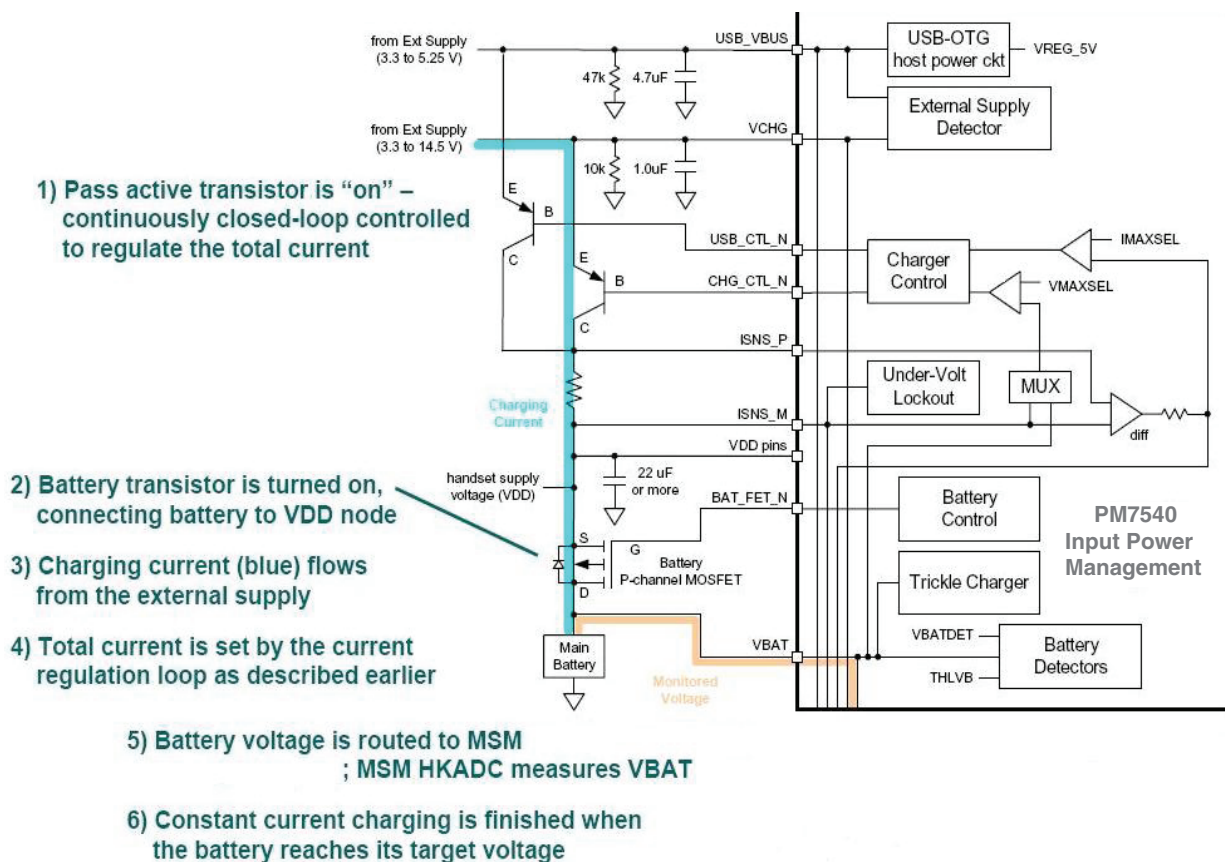 from Ext Supply
(3.3 to 5.25 V)
USB_VBUS
USB-OTG
host power ckt
VREG_5V
47k
4.7uF
External Supply
Detector
from Ext Supply
(3.3 to 14.5 V)
VCHG
10k
1.0uF
1) Pass active transistor is “on” –
continuously closed-loop controlled
to regulate the total current
E
B
C
USB_CTL_N
Charger
Control
IMAXSEL
E
B
C
CHG_CTL_N
VMAXSEL
ISNS_P
Under-Volt
Lockout
MUX
Charging
Current
ISNS_M
diff
VDD pins
2) Battery transistor is turned on,
connecting battery to VDD node
handset supply
voltage (VDD)
22 uF
or more
BAT_FET_N
Battery
Control
PM7540
Input Power
Management
S
G
D
Battery
P-channel MOSFET
3) Charging current (blue) flows
from the external supply
Trickle Charger
4) Total current is set by the current
regulation loop as described earlier
Main
Battery
VBAT
Monitored
Voltage
VBATDET
THLVB
Battery
Detectors
5) Battery voltage is routed to MSM
; MSM HKADC measures VBAT
6) Constant current charging is finished when
the battery reaches its target voltage